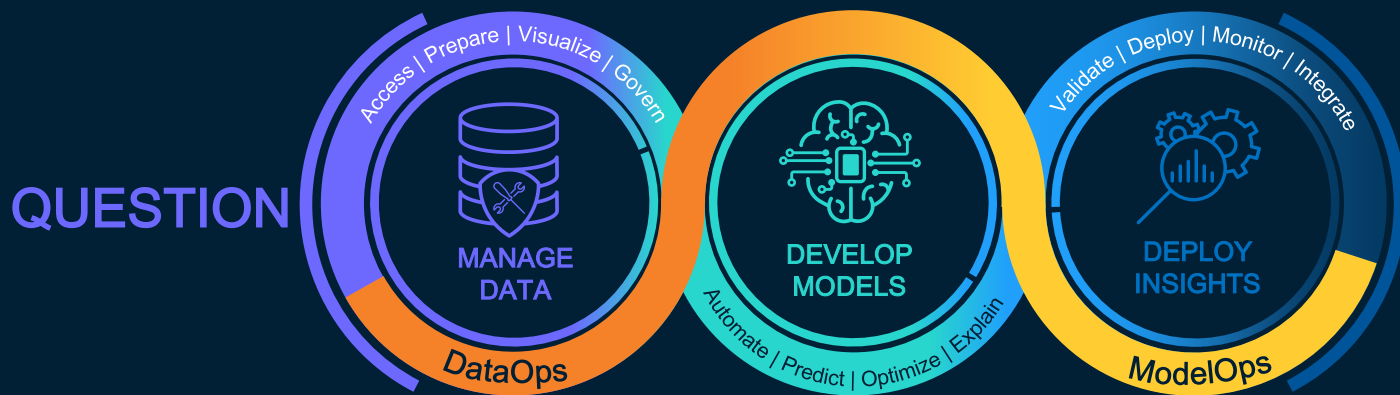 QUESTION
Access | Prepare | Visualize | Govern
MANAGE
DATA
DataOps
DEVELOP
MODELS
Automate | Predict | Optimize | Explain
Validate | Deploy | Monitor | Integrate
DEPLOY
INSIGHTS
ModelOps